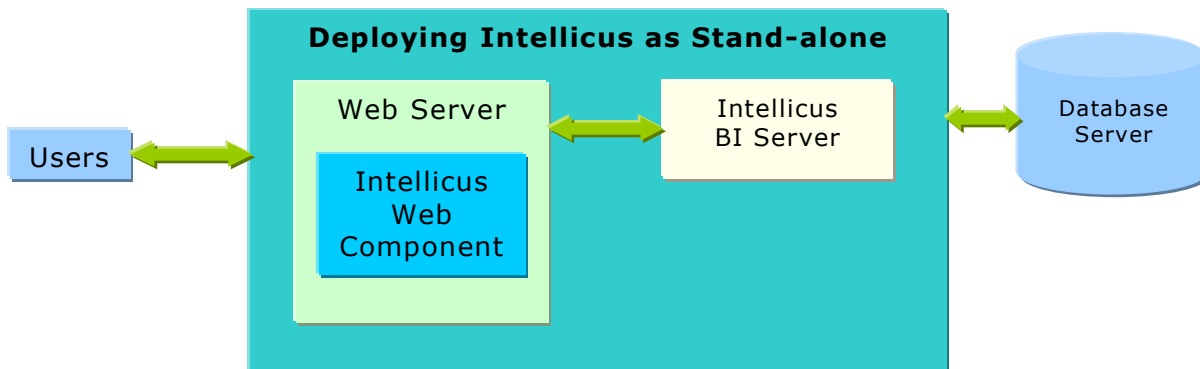 Deploying Intellicus as Stand-alone
Users
Web Server
Intellicus
Web
Component
Intellicus
BI Server
Database
Server